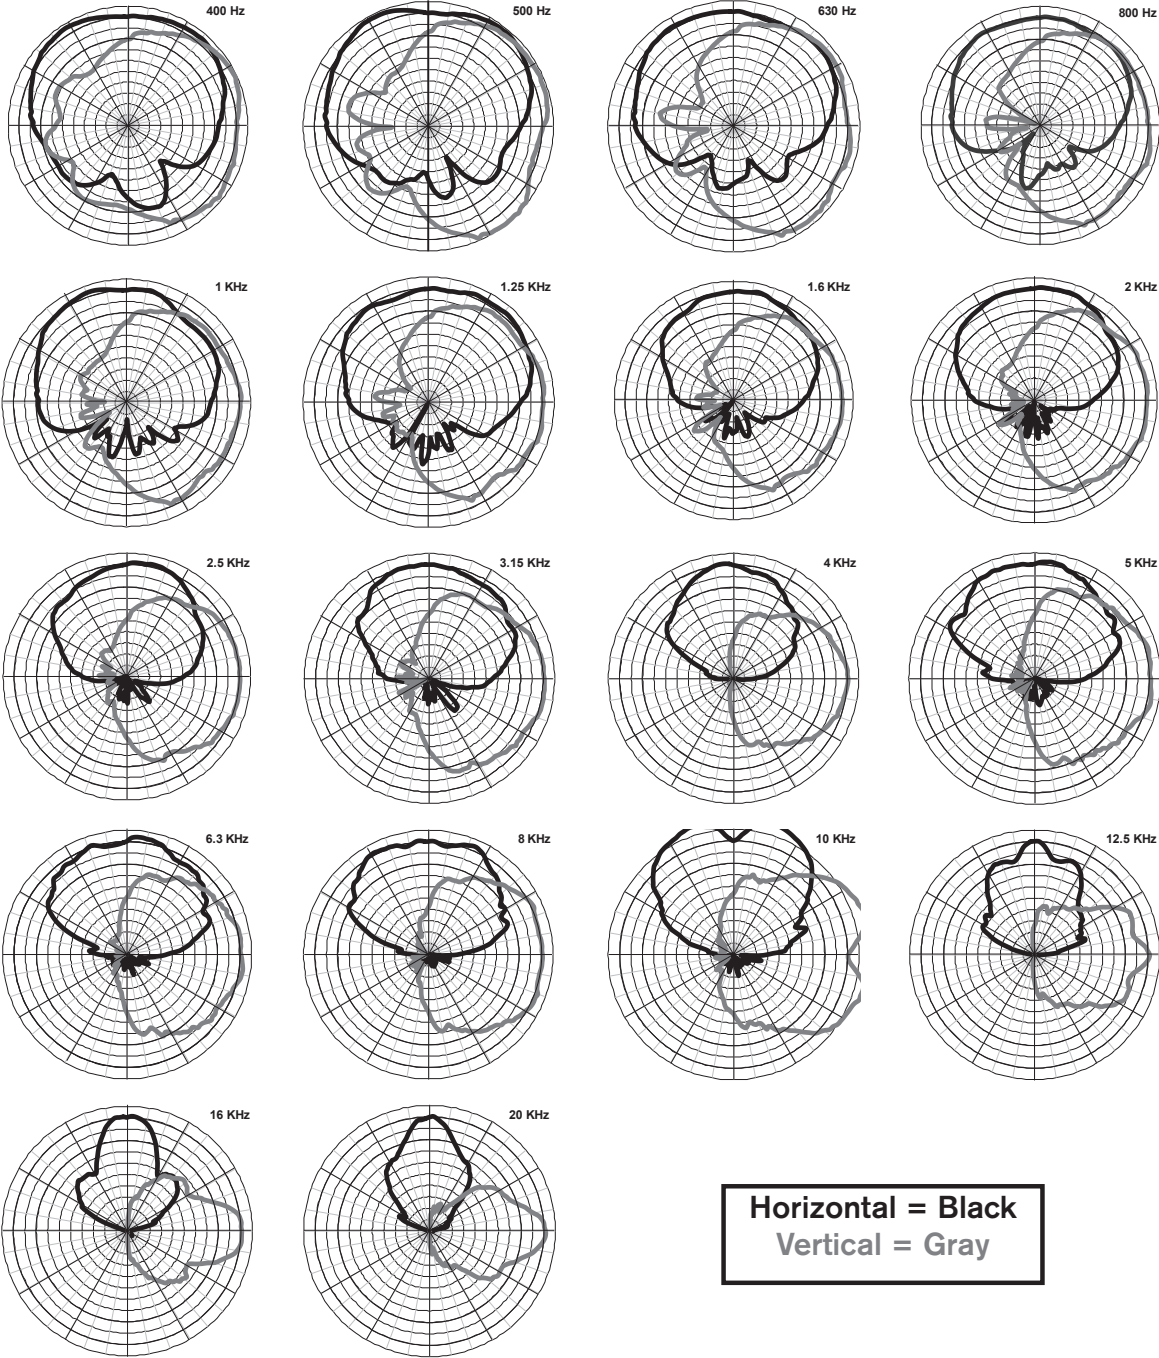 400 Hz
500 Hz
630 Hz
800 Hz
1 KHz
1.25 KHz
1.6 KHz
2 KHz
2.5 KHz
3.15 KHz
4 KHz
5 KHz
6.3 KHz
8 KHz
10 KHz
12.5 KHz
16 KHz
20 KHz
Horizontal = Black
Vertical = Gray